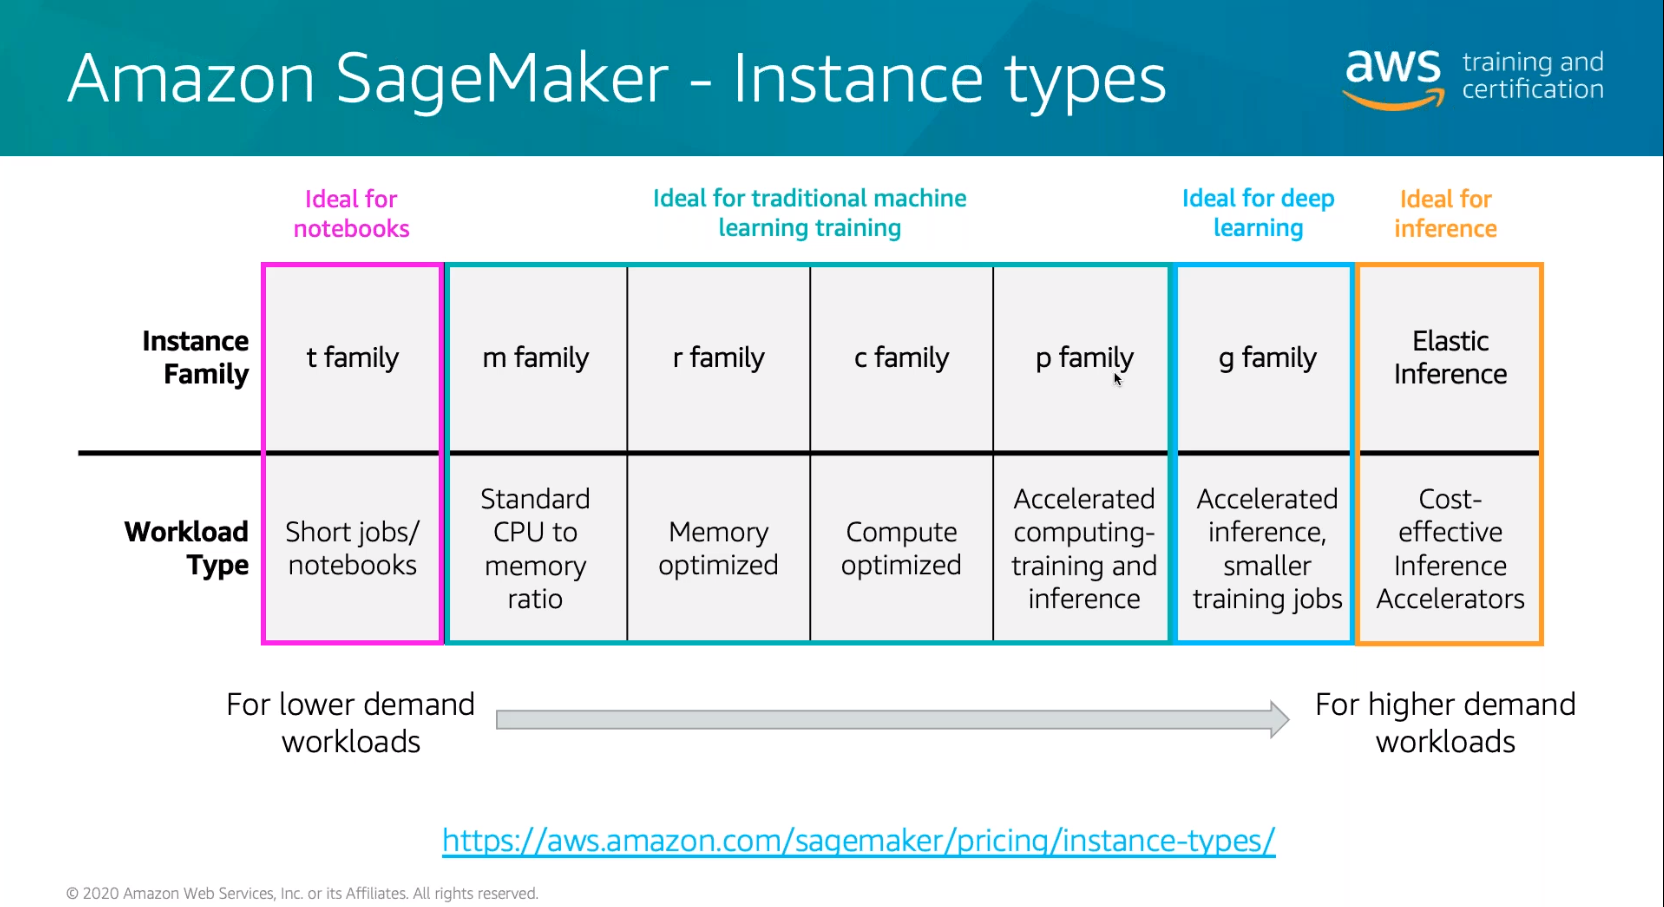 Amazon SageMaker - Instance types
aws
training and
certification
Ideal for
notebooks
Ideal for traditional machine
learning training
Ideal for deep
learning
Ideal for
inference
Instance
Family
t family
m family
r family
c family
p family
g family
Elastic
Inference
Workload
Type
Short jobs/
notebooks
Standard
CPU to
memory
ratio
Memory
optimized
Compute
optimized
Accelerated
computing-
training and
inference
Accelerated
inference,
smaller
training jobs
Cost-
effective
Inference
Accelerators
For lower demand
workloads
For higher demand
workloads
https://aws.amazon.com/sagemaker/pricing/instance-types/
© 2020 Amazon Web Services, Inc. or its Affiliates. All rights reserved.